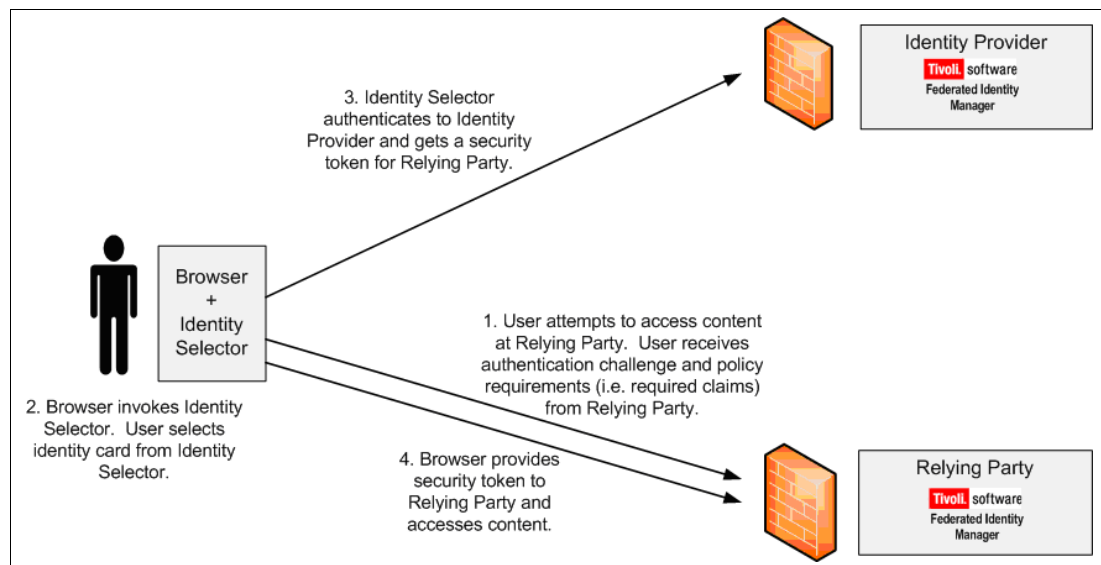 Identity Provider
Tivoli. software
Federated Identity
Manager
3. Identity Selector
authenticates to Identity
Provider and gets a security
token for Relying Party.
Browser
+
Identity
Selector
1. User attempts to access content
at Relying Party. User receives
authentication challenge and policy
requirements (i.e. required claims)
from Relying Party.
2. Browser invokes Identity
Selector. User selects
identity card from Identity
Selector.
4. Browser provides
security token to
Relying Party and
accesses content.
Relying Party
Tivoli. software
Federated Identity
Manager